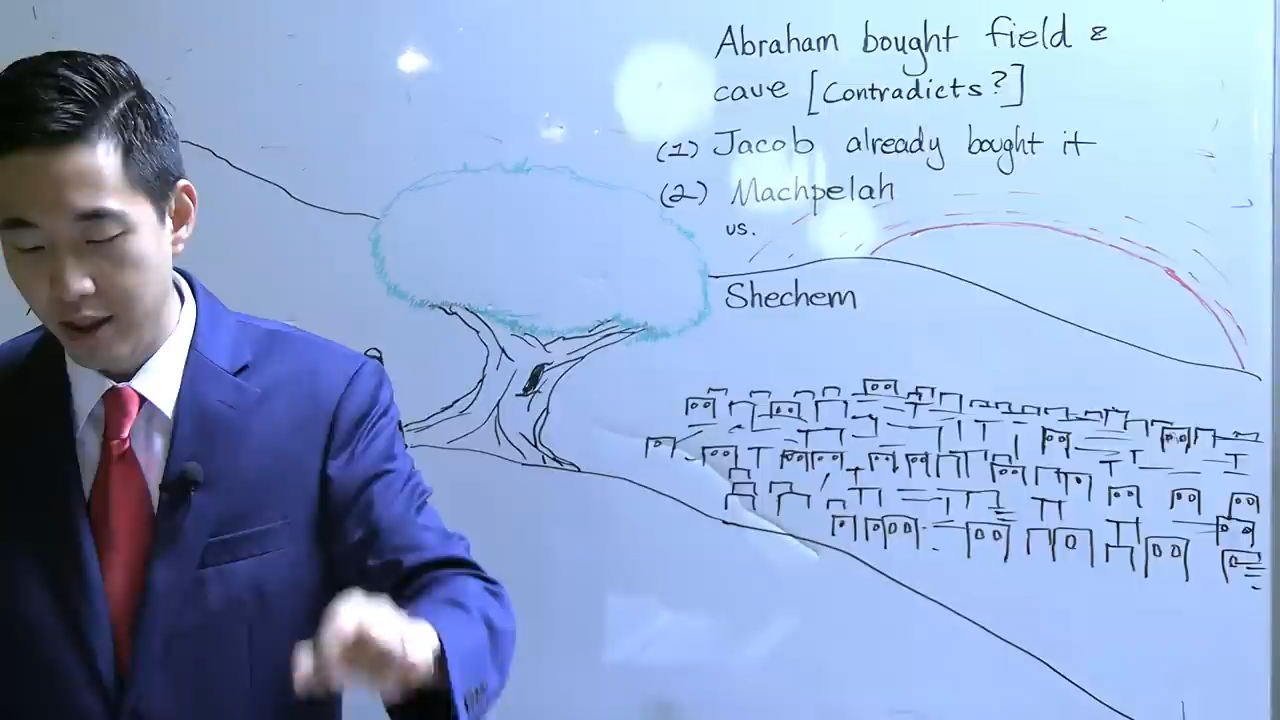 Abraham bought field &
cave [Contradicts?]
(1) Jacob already bought it
(2) Machpelah
vs.
Shechem